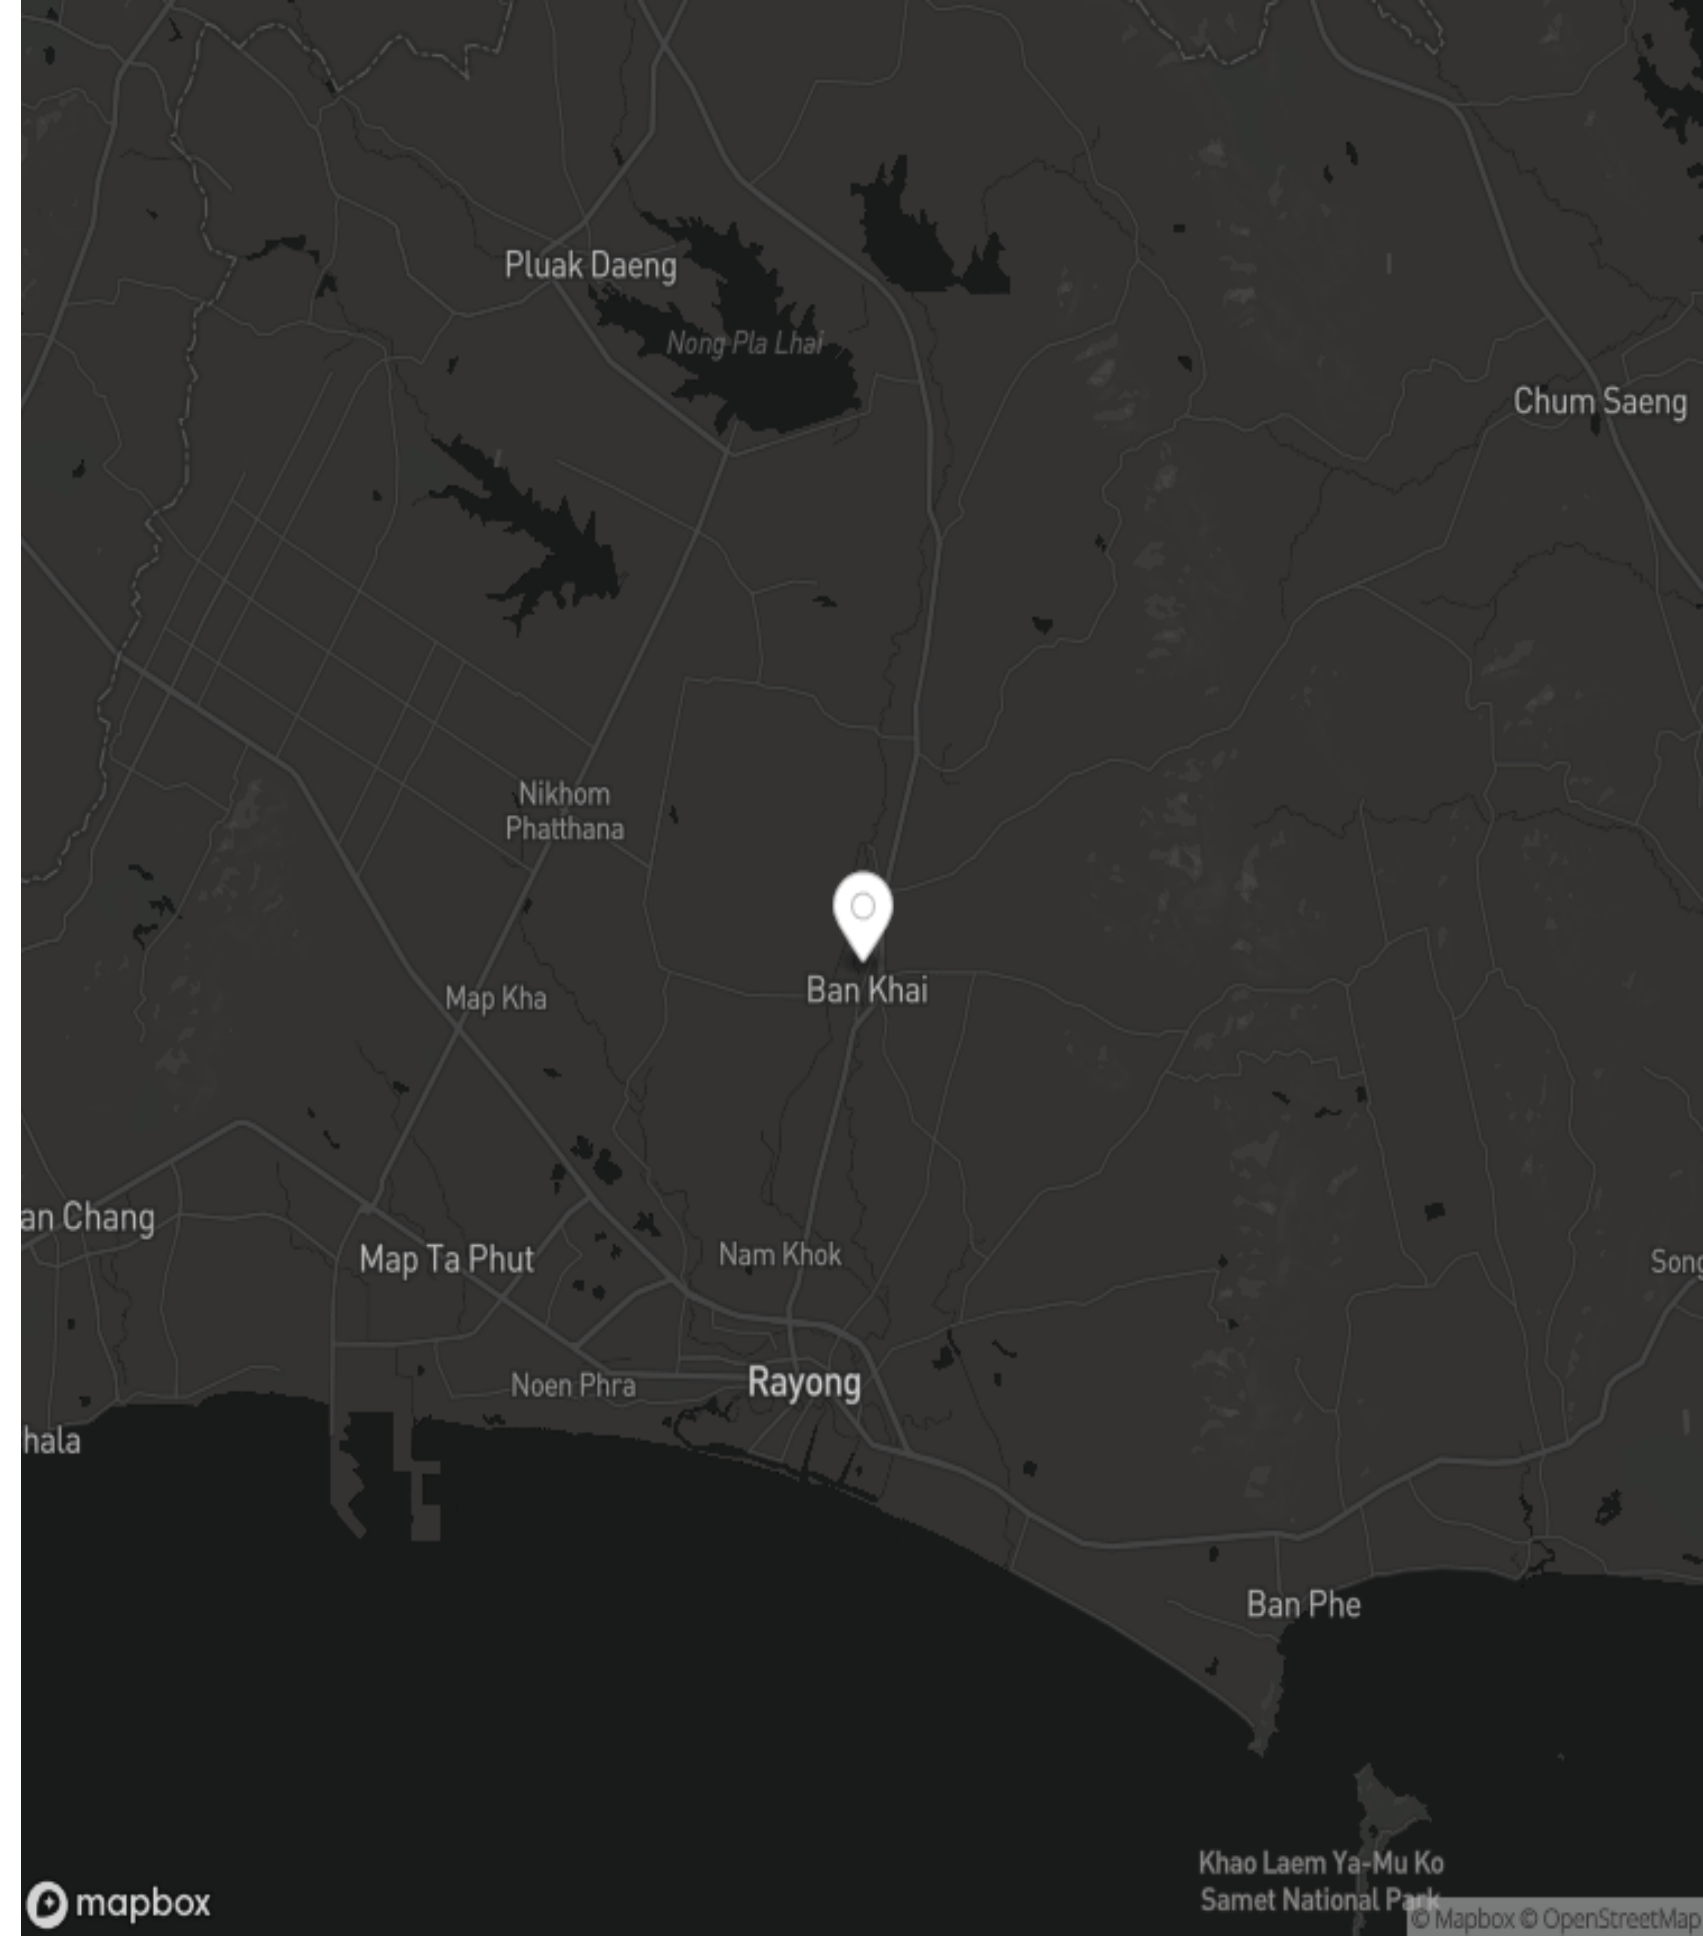 Pluak Daeng
Nong Pla Lhai
Chum Saeng
Nikhom
Phatthana
Ban Khai
Map Kha
an Chang
Map Ta Phut
Nam Khok
Song
Noen Phra
Rayong
hala
Ban Phe
Khao Laem Ya-Mu Ko
Samet National Park
mapbox
© Mapbox © OpenStreetMap